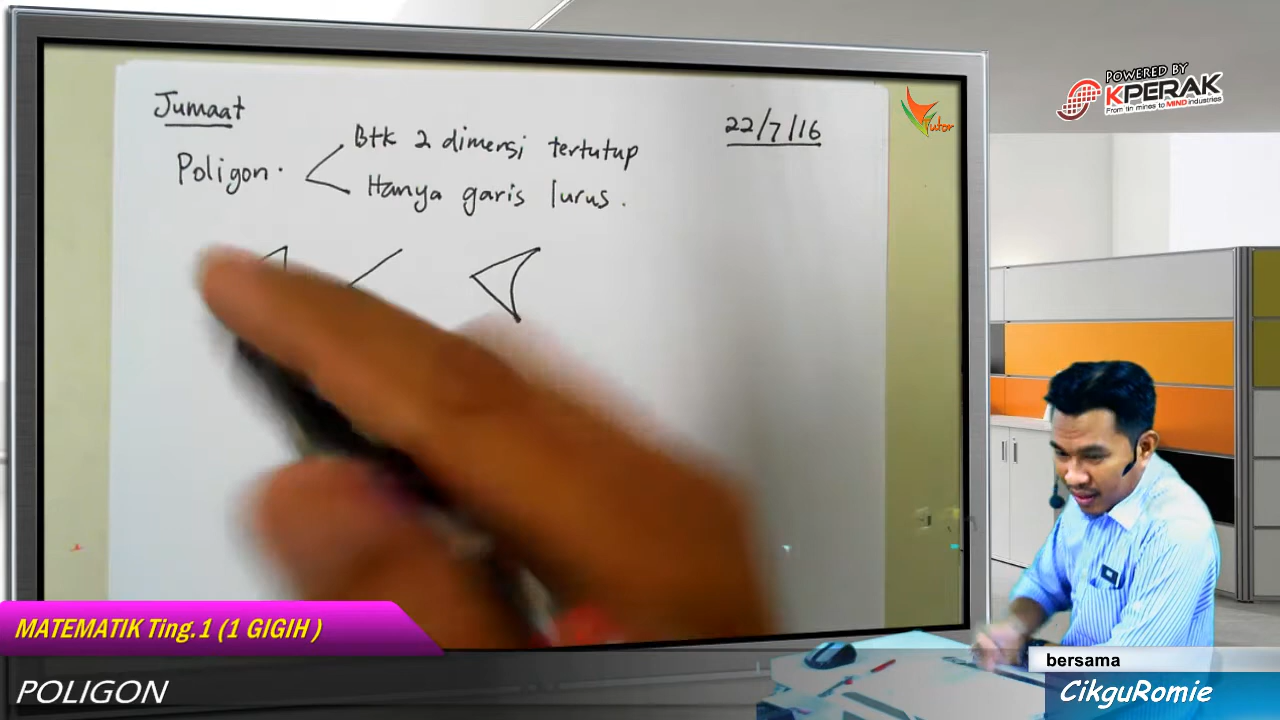 Jumaat
22/7/16
Poligon.
Btk 2 dimensi tertutup
Hanya garis lurus.
Tutor
POWERED BY
KPERAK
From tin mines to MIND industries
MATEMATIK Ting.1 (1 GIGIH )
POLIGON
bersama
CikguRomie